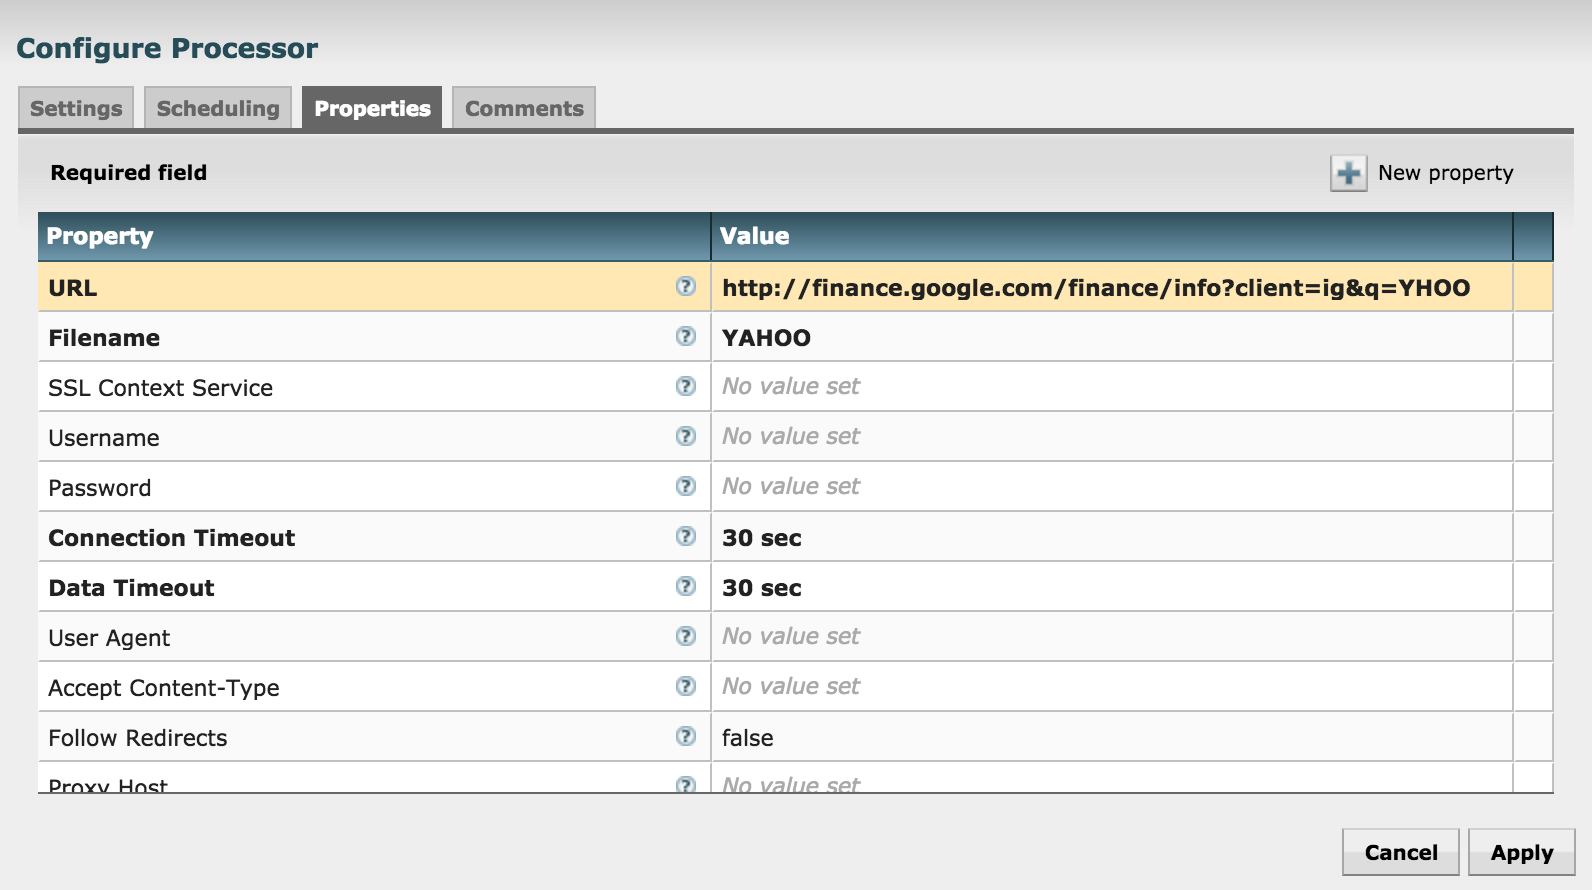 Configure Processor
Settings Scheduling Properties Comments
Required field New property
Property Value
URL ? http://finance.google.com/finance/info?client=ig&q=YHOO
Filename ? YAHOO
SSL Context Service ? No value set
Username ? No value set
Password ? No value set
Connection Timeout ? 30 sec
Data Timeout ? 30 sec
User Agent ? No value set
Accept Content-Type ? No value set
Follow Redirects ? false
Proxy Host ? No value set
Cancel Apply